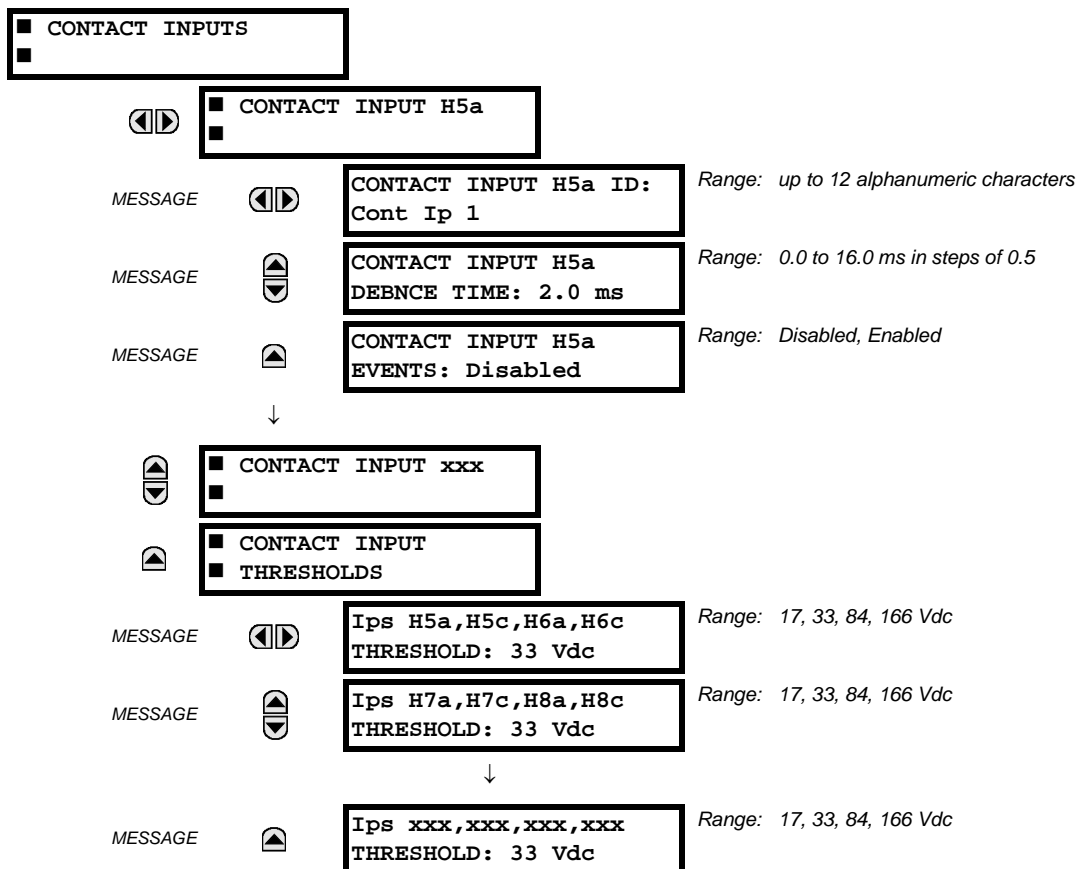 ■ CONTACT INPUTS
■
■ CONTACT INPUT H5a
■
MESSAGE
CONTACT INPUT H5a ID:
Cont Ip 1
Range: up to 12 alphanumeric characters
MESSAGE
CONTACT INPUT H5a
DEBNCE TIME: 2.0 ms
Range: 0.0 to 16.0 ms in steps of 0.5
MESSAGE
CONTACT INPUT H5a
EVENTS: Disabled
Range: Disabled, Enabled
↓
■ CONTACT INPUT xxx
■
■ CONTACT INPUT
■ THRESHOLDS
MESSAGE
Ips H5a,H5c,H6a,H6c
THRESHOLD: 33 Vdc
Range: 17, 33, 84, 166 Vdc
MESSAGE
Ips H7a,H7c,H8a,H8c
THRESHOLD: 33 Vdc
Range: 17, 33, 84, 166 Vdc
↓
MESSAGE
Ips xxx,xxx,xxx,xxx
THRESHOLD: 33 Vdc
Range: 17, 33, 84, 166 Vdc